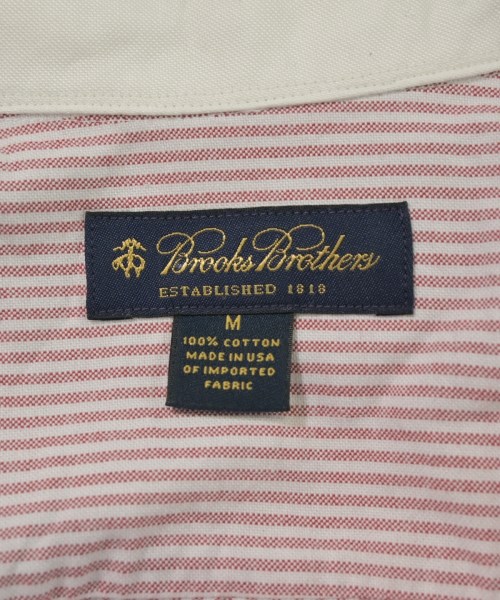 Brooks Brothers
ESTABLISHED 1818
M
100% COTTON
MADE IN USA
OF IMPORTED
FABRIC